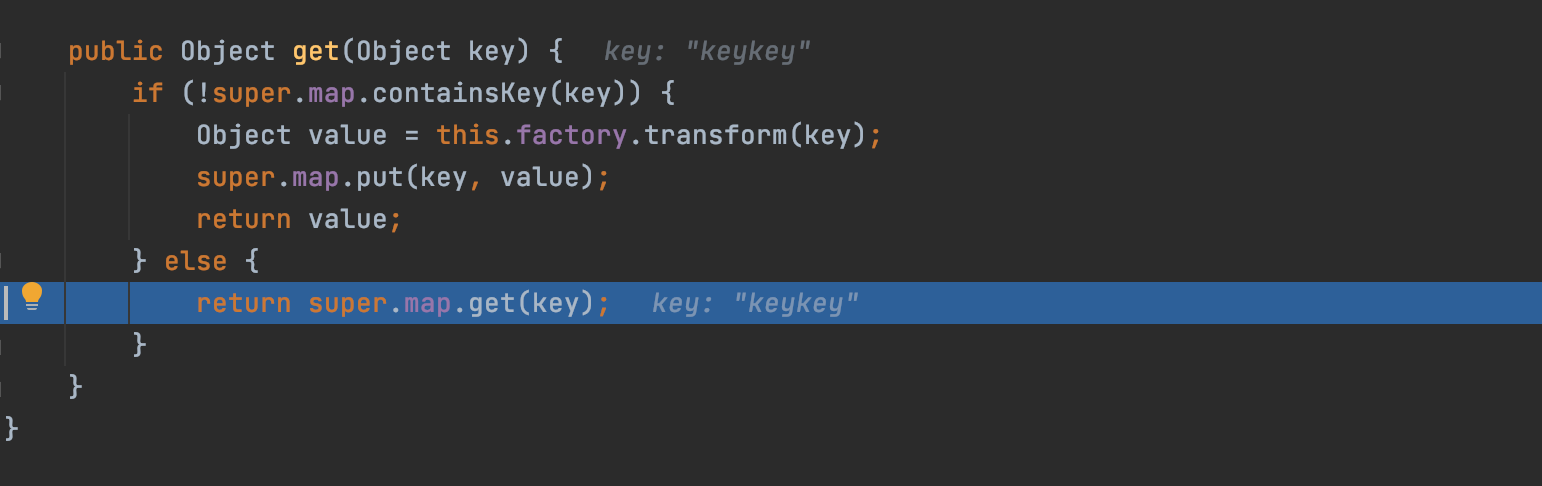 public Object get(Object key) {  key: "keykey"
if (!super.map.containsKey(key)) {
Object value = this.factory.transform(key);
super.map.put(key, value);
return value;
} else {
return super.map.get(key);  key: "keykey"
}
}
}